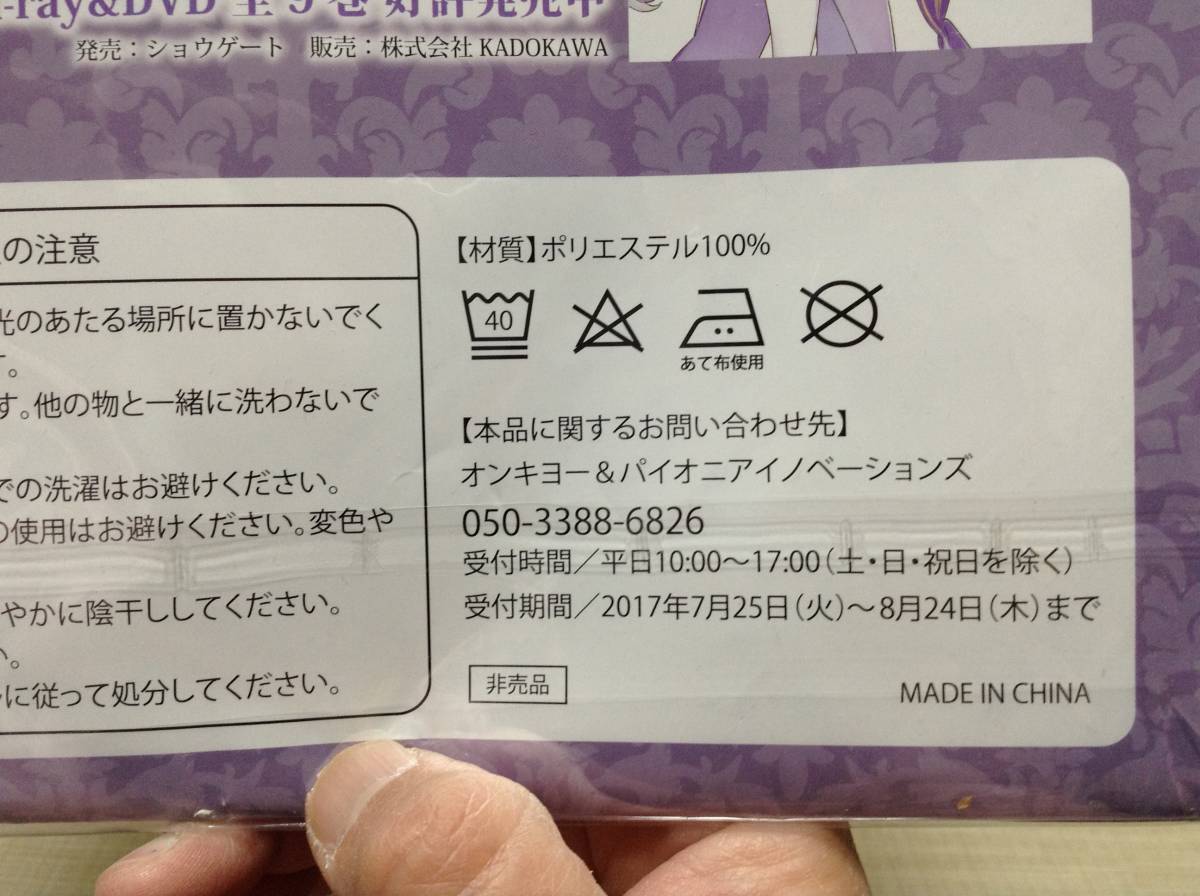 -ray&DVD 全9巻 好評発売中
発売：ショウゲート 販売：株式会社 KADOKAWA
の注意
光のあたる場所に置かないでく
す。
す。他の物と一緒に洗わないで
での洗濯はお避けください。
の使用はお避けください。変色や
やかに陰干ししてください。
い。
に従って処分してください。
【材質】ポリエステル100%
40
あて布使用
【本品に関するお問い合わせ先】
オンキヨー＆パイオニアイノベーションズ
050-3388-6826
受付時間／平日10:00〜17:00（土・日・祝日を除く）
受付期間／2017年7月25日（火）〜8月24日（木）まで
非売品
MADE IN CHINA